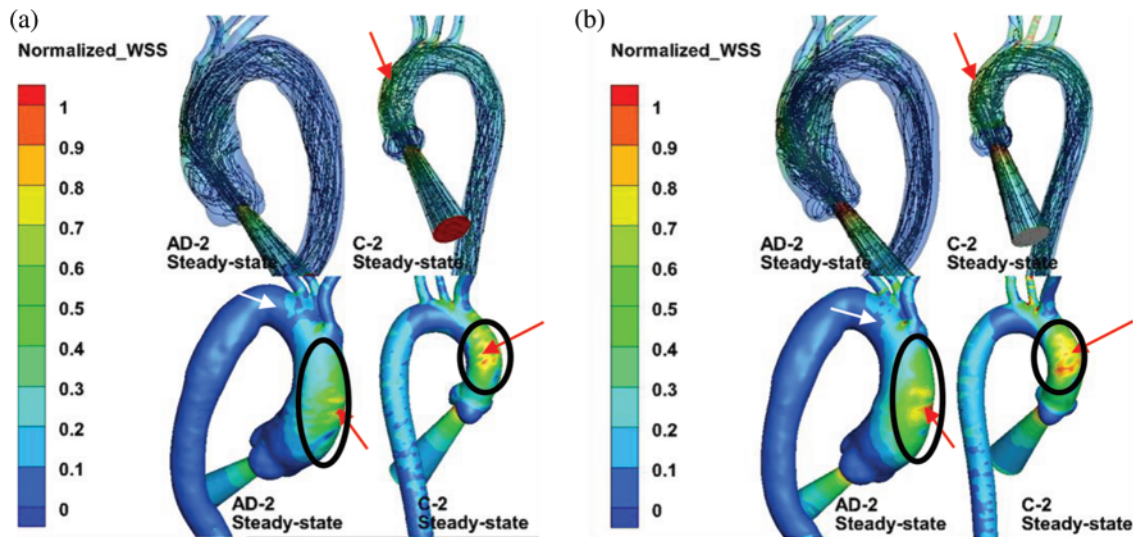 (a)
Normalized_WSS
1
0.9
0.8
0.7
0.6
0.5
0.4
0.3
0.2
0.1
0
AD-2
Steady-state
C-2
Steady-state
AD-2
Steady-state
C-2
Steady-state
(b)
Normalized_WSS
1
0.9
0.8
0.7
0.6
0.5
0.4
0.3
0.2
0.1
0
AD-2
Steady-state
C-2
Steady-state
AD-2
Steady-state
C-2
Steady-state